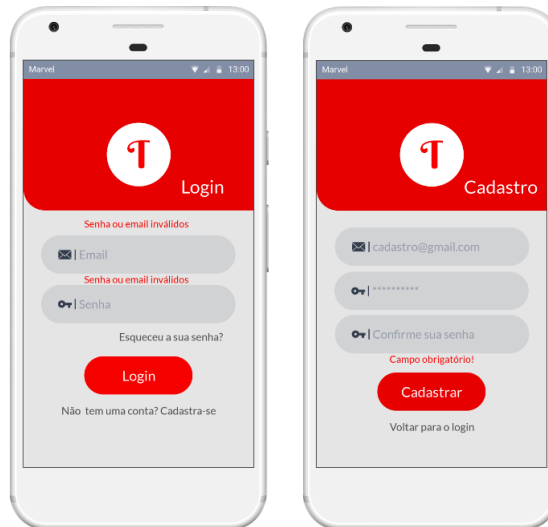 Marvel 13:00
T
Login
Senha ou email inválidos
Email
Senha ou email inválidos
Senha
Esqueceu a sua senha?
Login
Não tem uma conta? Cadastra-se
Marvel 13:00
T
Cadastro
cadastro@gmail.com
**********
Confirme sua senha
Campo obrigatório!
Cadastrar
Voltar para o login